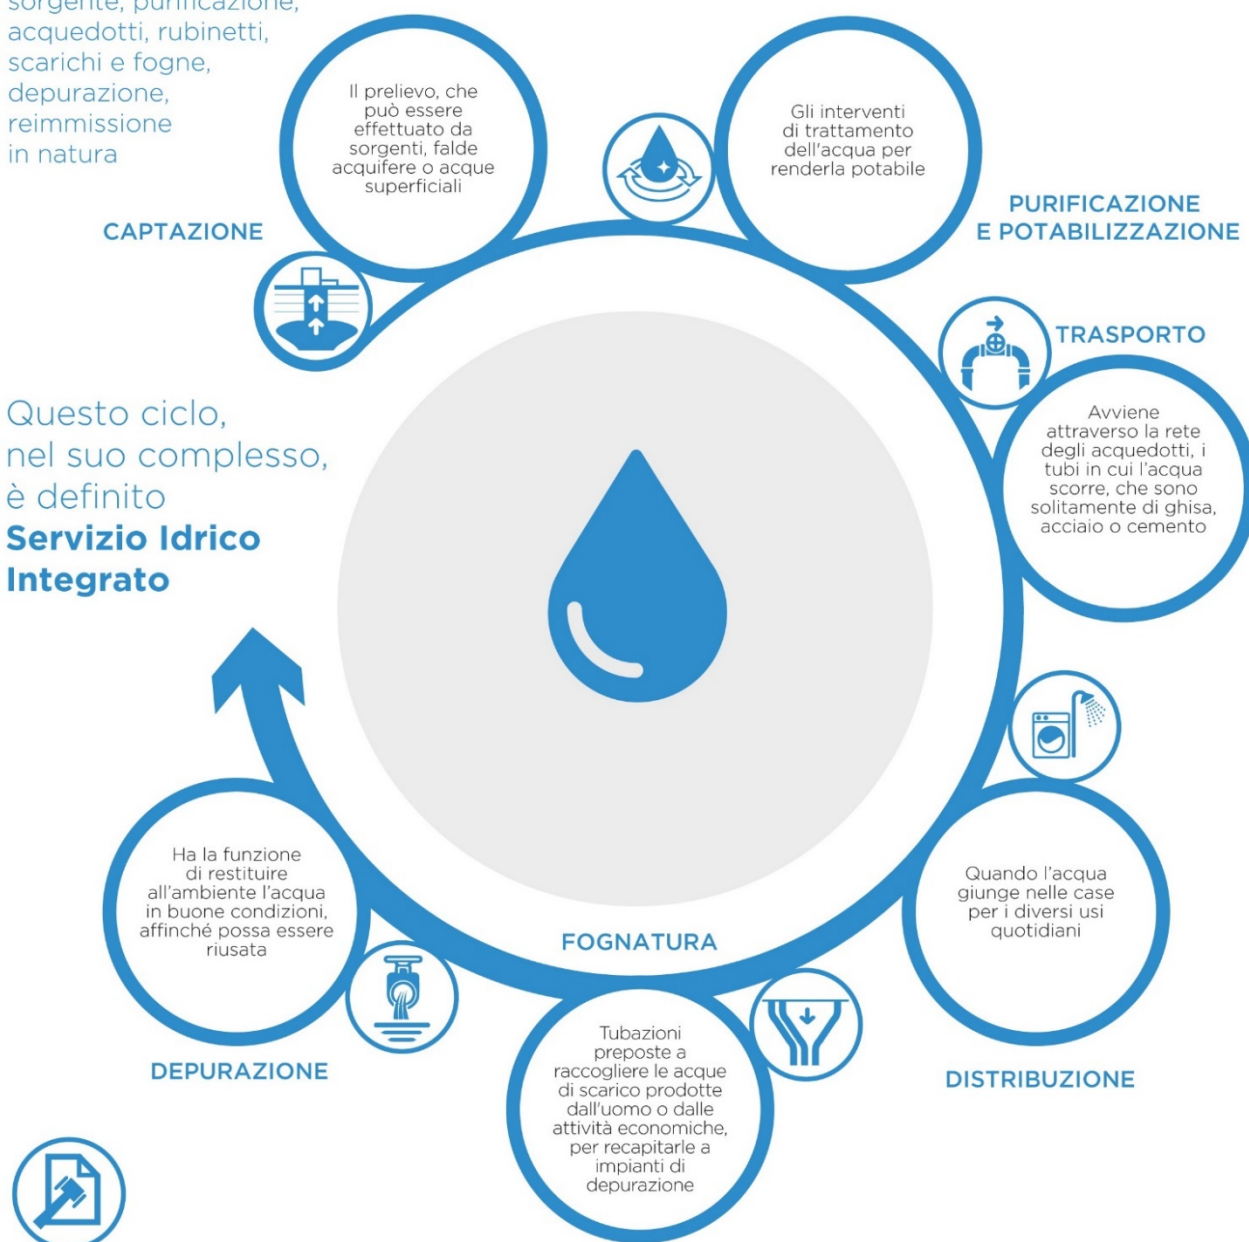 sorgente, purificazione,
acquedotti, rubinetti,
scarichi e fogne,
depurazione,
reimmissione
in natura
CAPTAZIONE
Il prelievo, che
può essere
effettuato da
sorgenti, falde
acquifere o acque
superficiali
Gli interventi
di trattamento
dell'acqua per
renderla potabile
PURIFICAZIONE
E POTABILIZZAZIONE
TRASPORTO
Avviene
attraverso la rete
degli acquedotti, i
tubi in cui l'acqua
scorre, che sono
solitamente di ghisa,
acciaio o cemento
Questo ciclo,
nel suo complesso,
è definito
Servizio Idrico
Integrato
Quando l'acqua
giunge nelle case
per i diversi usi
quotidiani
DISTRIBUZIONE
FOGNATURA
Tubazioni
preposte a
raccogliere le acque
di scarico prodotte
dall'uomo o dalle
attività economiche,
per recapitarle a
impianti di
depurazione
Ha la funzione
di restituire
all'ambiente l'acqua
in buone condizioni,
affinché possa essere
riusata
DEPURAZIONE